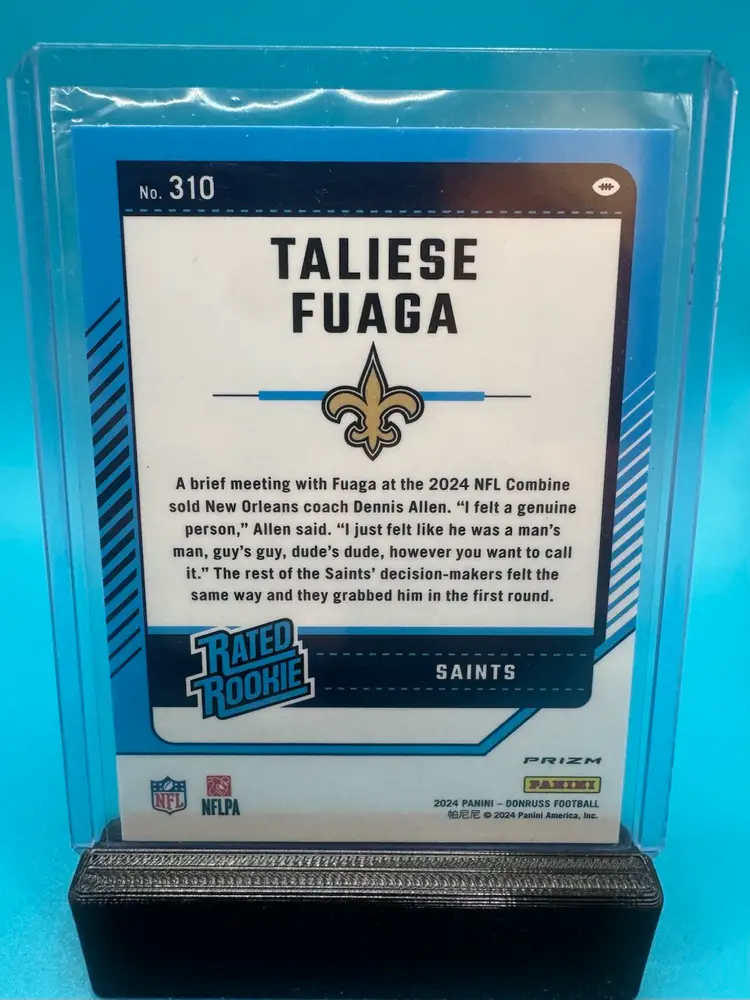 No. 310
TALIESE
FUAGA
A brief meeting with Fuaga at the 2024 NFL Combine
sold New Orleans coach Dennis Allen. “I felt a genuine
person,” Allen said. “I just felt like he was a man’s
man, guy’s guy, dude’s dude, however you want to call
it.” The rest of the Saints’ decision-makers felt the
same way and they grabbed him in the first round.
RATED
ROOKIE
SAINTS
PRIZM
NFL
NFLPA
PANINI
2024 PANINI – DONRUSS FOOTBALL
帕尼尼 © 2024 Panini America, Inc.